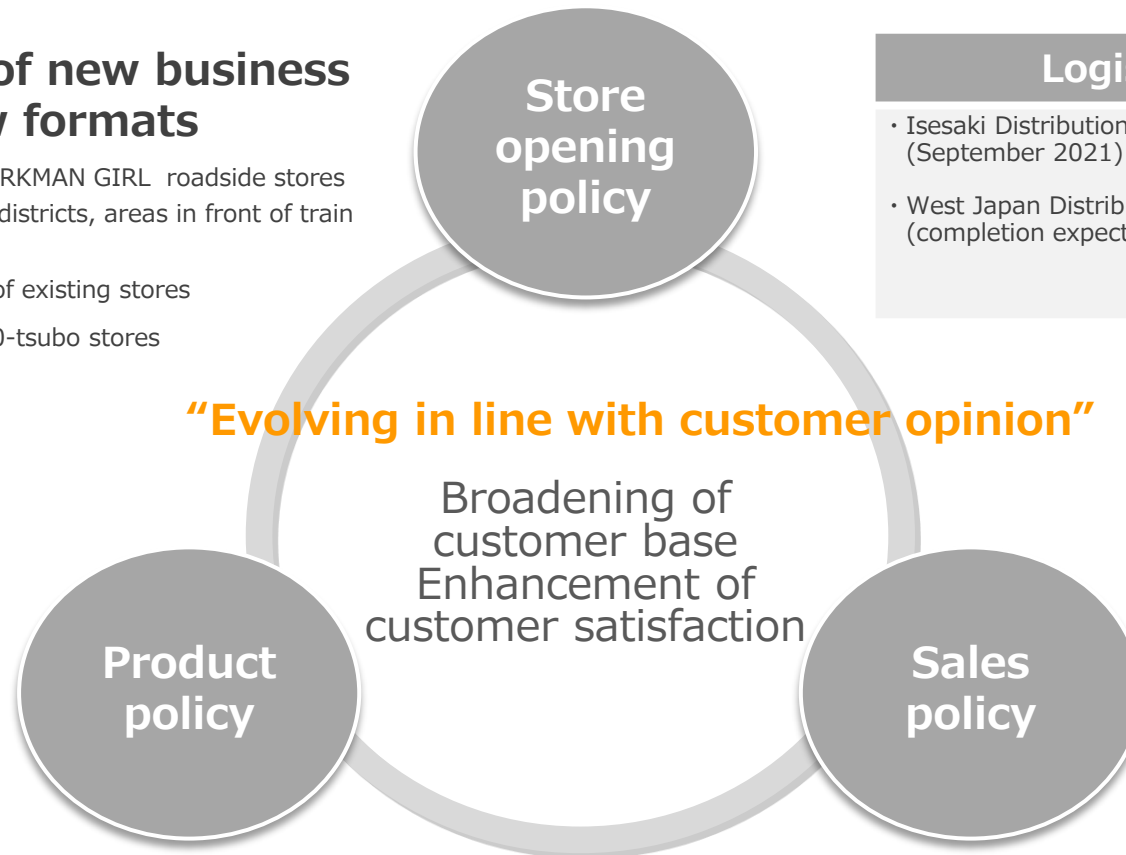 of new business
formats
RKMAN GIRL roadside stores
districts, areas in front of train
of existing stores
0-tsubo stores
Store
opening
policy
Logis
・Isesaki Distribution
(September 2021)
・West Japan Distrib
(completion expect
“Evolving in line with customer opinion”
Broadening of
customer base
Enhancement of
customer satisfaction
Product
policy
Sales
policy